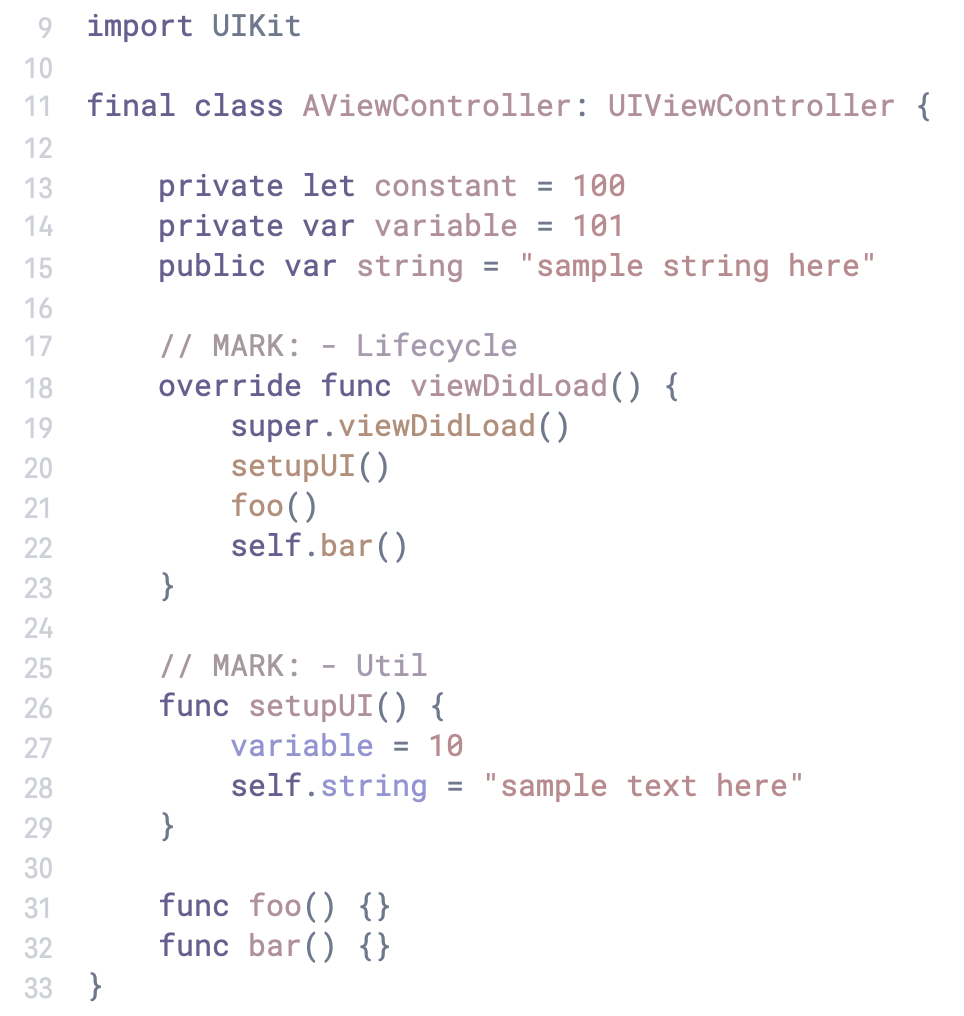 9 import UIKit
10
11 final class AViewController: UIViewController {
12
13     private let constant = 100
14     private var variable = 101
15     public var string = "sample string here"
16
17     // MARK: - Lifecycle
18     override func viewDidLoad() {
19         super.viewDidLoad()
20         setupUI()
21         foo()
22         self.bar()
23     }
24
25     // MARK: - Util
26     func setupUI() {
27         variable = 10
28         self.string = "sample text here"
29     }
30
31     func foo() {}
32     func bar() {}
33 }